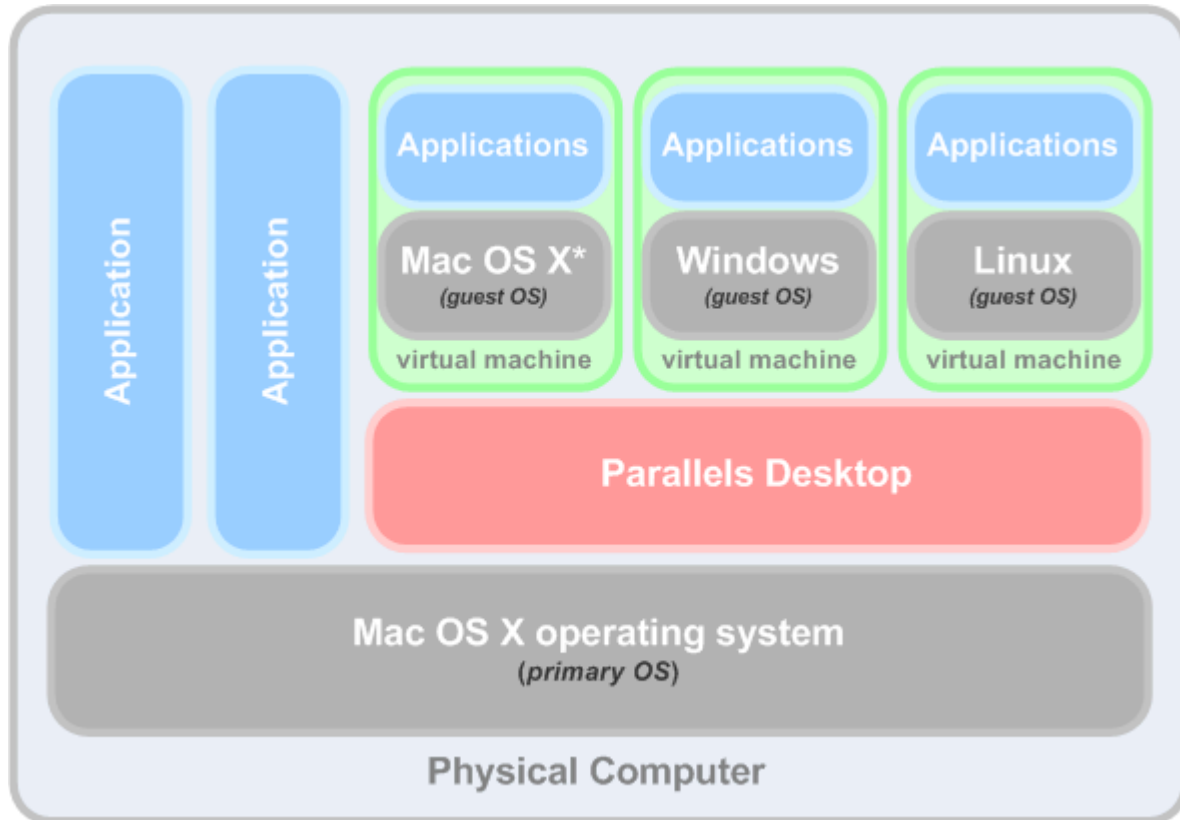 Application
Application
Applications
Mac OS X*
(guest OS)
virtual machine
Applications
Windows
(guest OS)
virtual machine
Applications
Linux
(guest OS)
virtual machine
Parallels Desktop
Mac OS X operating system
(primary OS)
Physical Computer